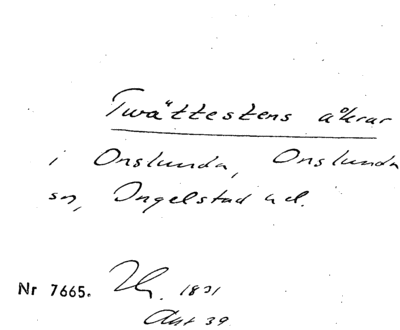 Twättestens åkrar
i Onslunda, Onslunda
sn, Ingelstad hd.
Nr 7665. 1831
Akt 39